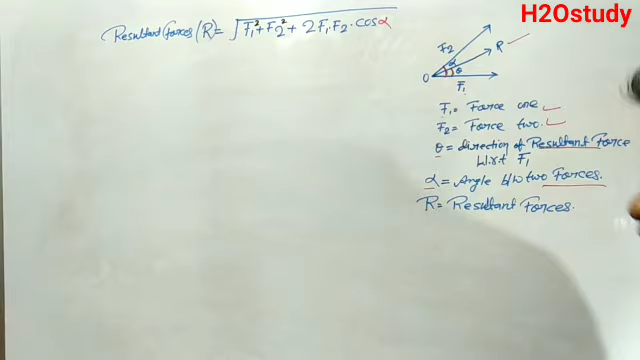 H2Ostudy
Resultant Forces (R) = √F₁²+F₂² + 2F₁.F₂.cosα
F₂
R
α
θ
O
F₁
F₁ = Force one
F₂ = Force two.
θ = direction of Resultant Force
w.r.t F₁
α = Angle b/w two Forces.
R = Resultant Forces.